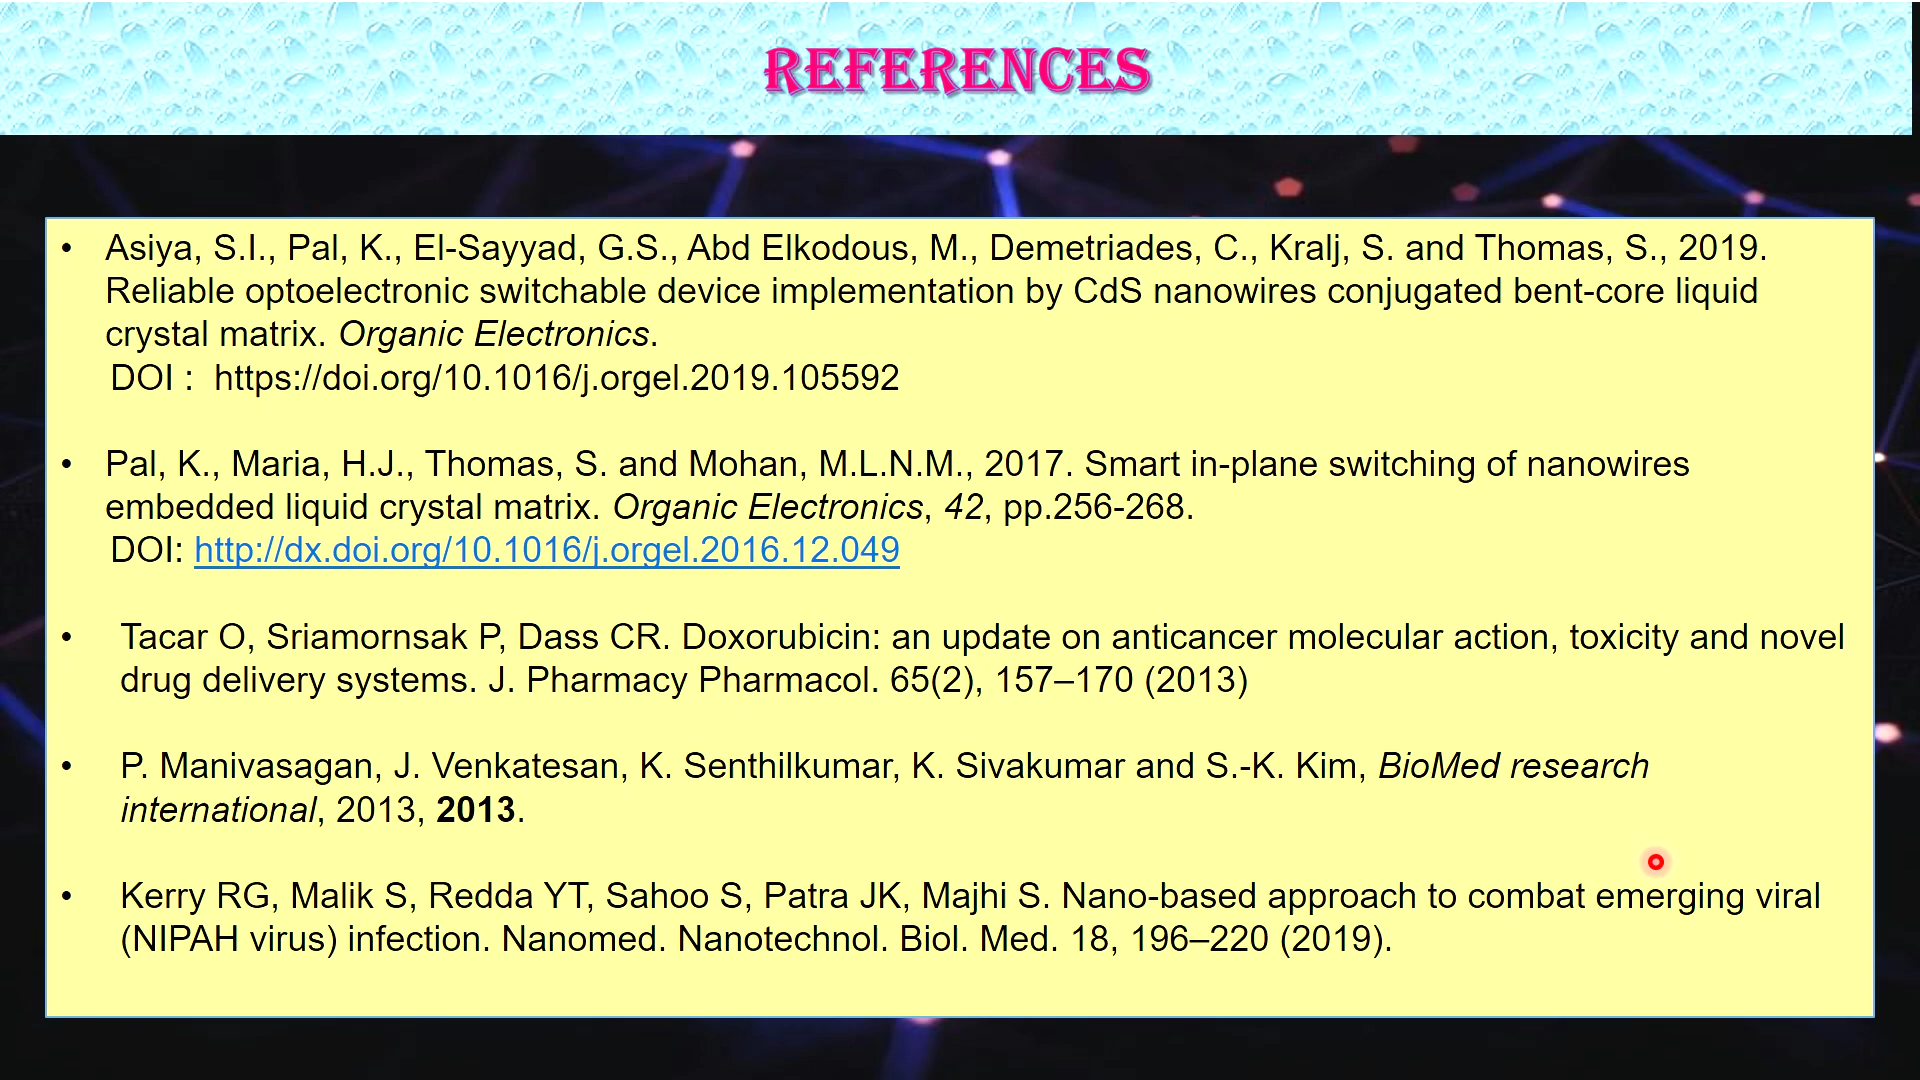 REFERENCES
• Asiya, S.I., Pal, K., El-Sayyad, G.S., Abd Elkodous, M., Demetriades, C., Kralj, S. and Thomas, S., 2019.
Reliable optoelectronic switchable device implementation by CdS nanowires conjugated bent-core liquid
crystal matrix. Organic Electronics.
DOI : https://doi.org/10.1016/j.orgel.2019.105592
• Pal, K., Maria, H.J., Thomas, S. and Mohan, M.L.N.M., 2017. Smart in-plane switching of nanowires
embedded liquid crystal matrix. Organic Electronics, 42, pp.256-268.
DOI: http://dx.doi.org/10.1016/j.orgel.2016.12.049
• Tacar O, Sriamornsak P, Dass CR. Doxorubicin: an update on anticancer molecular action, toxicity and novel
drug delivery systems. J. Pharmacy Pharmacol. 65(2), 157–170 (2013)
• P. Manivasagan, J. Venkatesan, K. Senthilkumar, K. Sivakumar and S.-K. Kim, BioMed research
international, 2013, 2013.
• Kerry RG, Malik S, Redda YT, Sahoo S, Patra JK, Majhi S. Nano-based approach to combat emerging viral
(NIPAH virus) infection. Nanomed. Nanotechnol. Biol. Med. 18, 196–220 (2019).